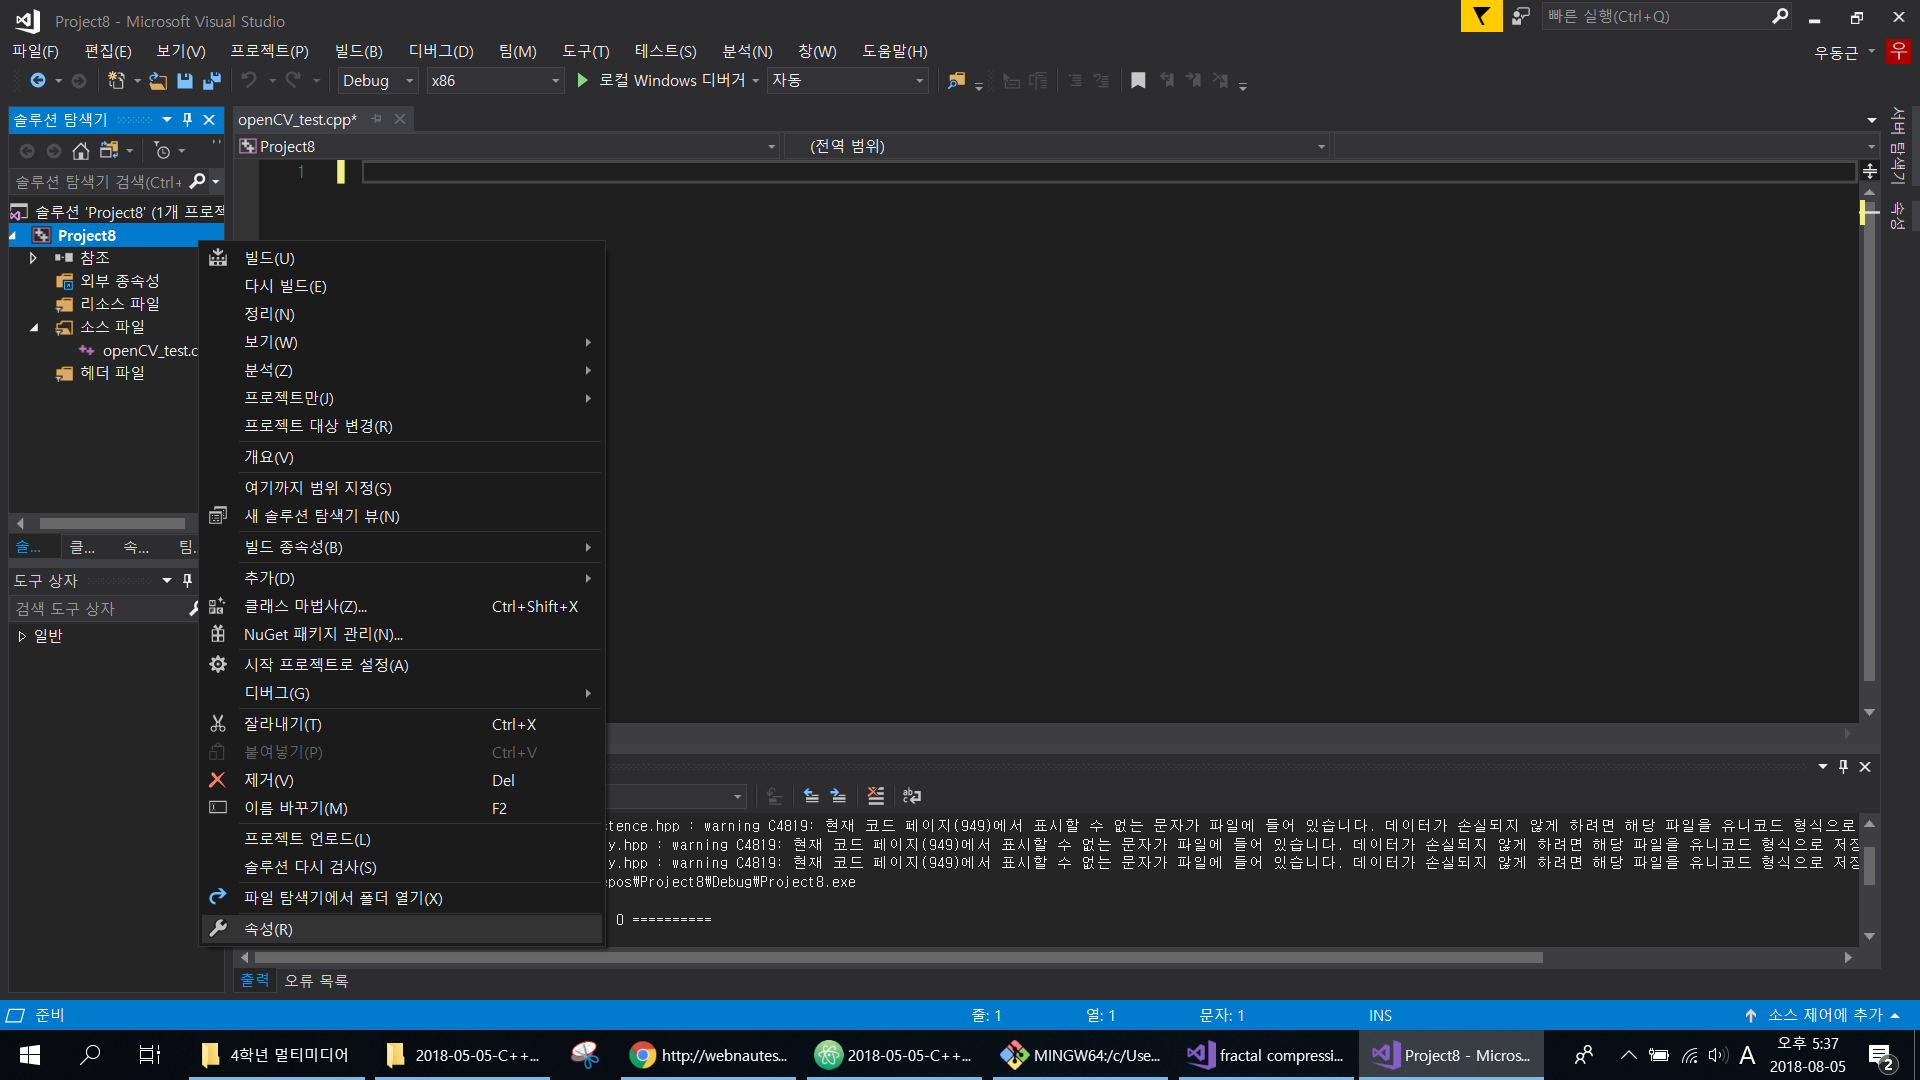 Project8 - Microsoft Visual Studio
빠른 실행(Ctrl+Q)
파일(F) 편집(E) 보기(V) 프로젝트(P) 빌드(B) 디버그(D) 팀(M) 도구(T) 테스트(S) 분석(N) 창(W) 도움말(H)
우동근 우
Debug x86 로컬 Windows 디버거 자동
솔루션 탐색기
openCV_test.cpp*
Project8 (전역 범위)
서버 탐색기
속성
솔루션 탐색기 검색(Ctrl+
1
솔루션 'Project8' (1개 프로젝
Project8
참조
외부 종속성
리소스 파일
소스 파일
openCV_test.c
헤더 파일
솔... 클... 속... 팀.
도구 상자
검색 도구 상자
일반
빌드(U)
다시 빌드(E)
정리(N)
보기(W)
분석(Z)
프로젝트만(J)
프로젝트 대상 변경(R)
개요(V)
여기까지 범위 지정(S)
새 솔루션 탐색기 뷰(N)
빌드 종속성(B)
추가(D)
클래스 마법사(Z)... Ctrl+Shift+X
NuGet 패키지 관리(N)...
시작 프로젝트로 설정(A)
디버그(G)
잘라내기(T) Ctrl+X
붙여넣기(P) Ctrl+V
제거(V) Del
이름 바꾸기(M) F2
프로젝트 언로드(L)
솔루션 다시 검사(S)
파일 탐색기에서 폴더 열기(X)
속성(R)
tence.hpp : warning C4819: 현재 코드 페이지(949)에서 표시할 수 없는 문자가 파일에 들어 있습니다. 데이터가 손실되지 않게 하려면 해당 파일을 유니코드 형식으로
y.hpp : warning C4819: 현재 코드 페이지(949)에서 표시할 수 없는 문자가 파일에 들어 있습니다. 데이터가 손실되지 않게 하려면 해당 파일을 유니코드 형식으로 저장
y.hpp : warning C4819: 현재 코드 페이지(949)에서 표시할 수 없는 문자가 파일에 들어 있습니다. 데이터가 손실되지 않게 하려면 해당 파일을 유니코드 형식으로 저장
epos₩Project8₩Debug₩Project8.exe
0 ==========
출력 오류 목록
준비 줄: 1 열: 1 문자: 1 INS 소스 제어에 추가
4학년 멀티미디어 2018-05-05-C++... http://webnautes... 2018-05-05-C++... MINGW64:/c/Use... fractal compressi... Project8 - Micros...
A
오후 5:37
2018-08-05
2